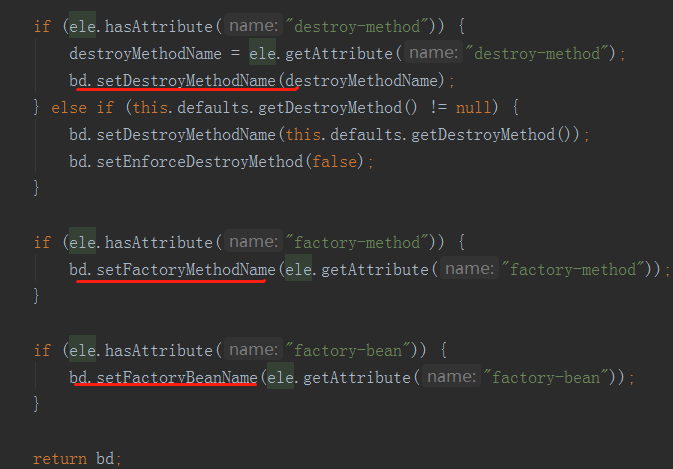 if (ele.hasAttribute( name: "destroy-method")) {
destroyMethodName = ele.getAttribute( name: "destroy-method");
bd.setDestroyMethodName(destroyMethodName);
} else if (this.defaults.getDestroyMethod() != null) {
bd.setDestroyMethodName(this.defaults.getDestroyMethod());
bd.setEnforceDestroyMethod(false);
}
if (ele.hasAttribute( name: "factory-method")) {
bd.setFactoryMethodName(ele.getAttribute( name: "factory-method"));
}
if (ele.hasAttribute( name: "factory-bean")) {
bd.setFactoryBeanName(ele.getAttribute( name: "factory-bean"));
}
return bd;